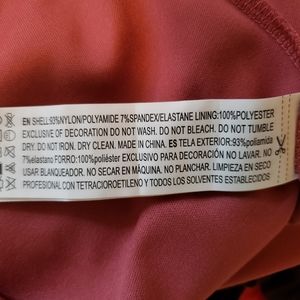 EN SHELL:93%NYLON/POLYAMIDE 7%SPANDEX/ELASTANE LINING:100%POLYESTER
EXCLUSIVE OF DECORATION DO NOT WASH. DO NOT BLEACH. DO NOT TUMBLE
DRY. DO NOT IRON. DRY CLEAN. MADE IN CHINA. ES TELA EXTERIOR:93%poliamida
7%elastano FORRO:100%poliéster EXCLUSIVO PARA DECORACIÓN NO LAVAR. NO
USAR BLANQUEADOR. NO SECAR EN MÁQUINA. NO PLANCHAR. LIMPIEZA EN SECO
PROFESIONAL CON TETRACIOROETILENO Y TODOS LOS SOLVENTES ESTABLECIDOS